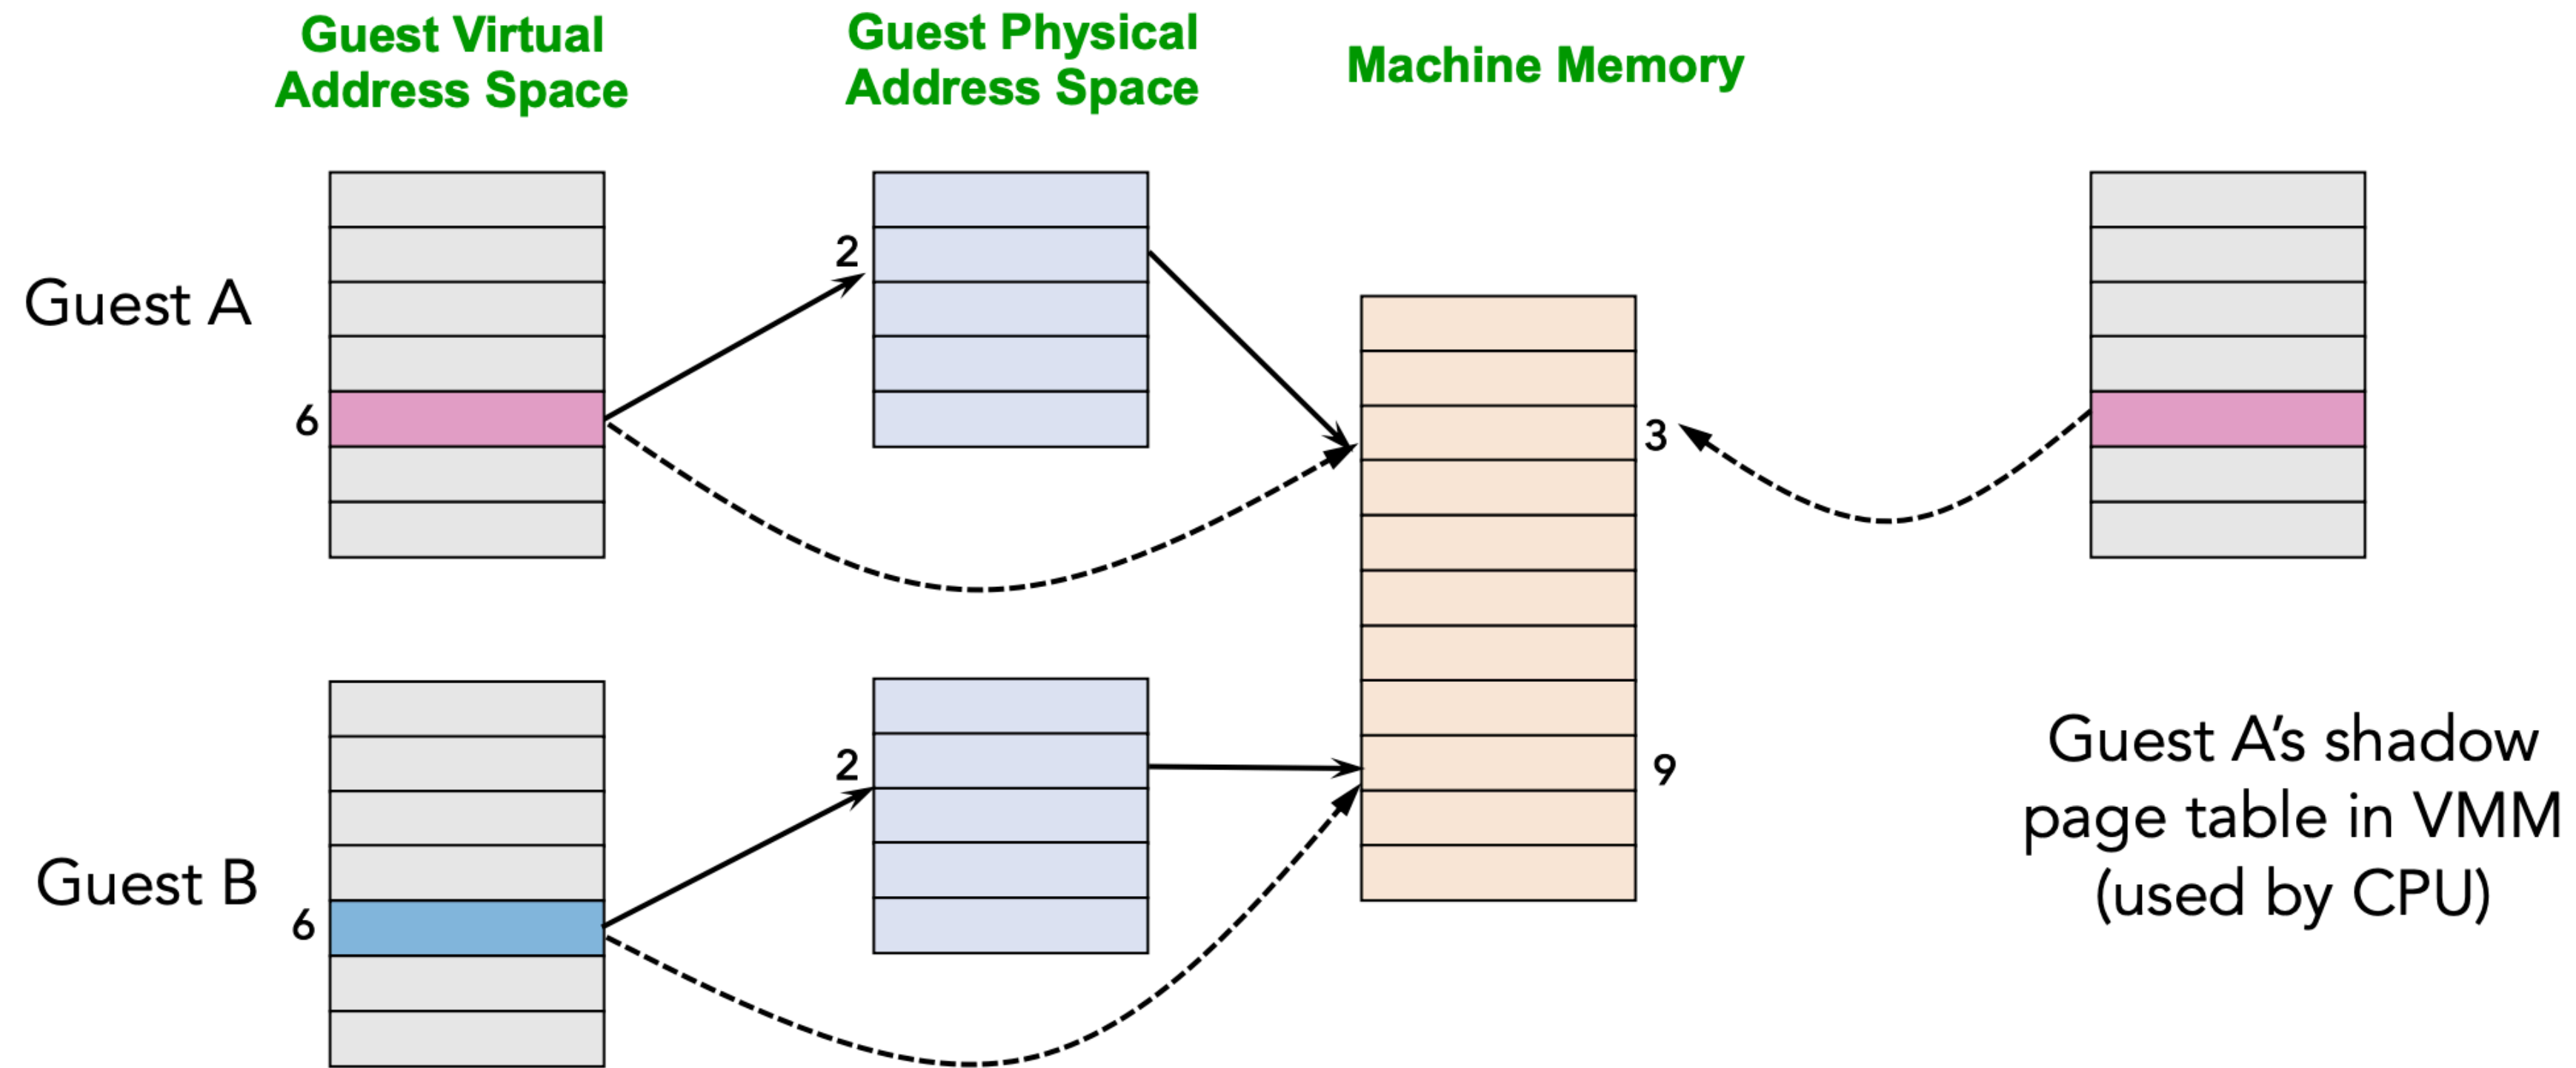 Guest Virtual
Address Space
Guest Physical
Address Space
Machine Memory
Guest A
2
6
3
Guest B
2
9
6
Guest A’s shadow
page table in VMM
(used by CPU)